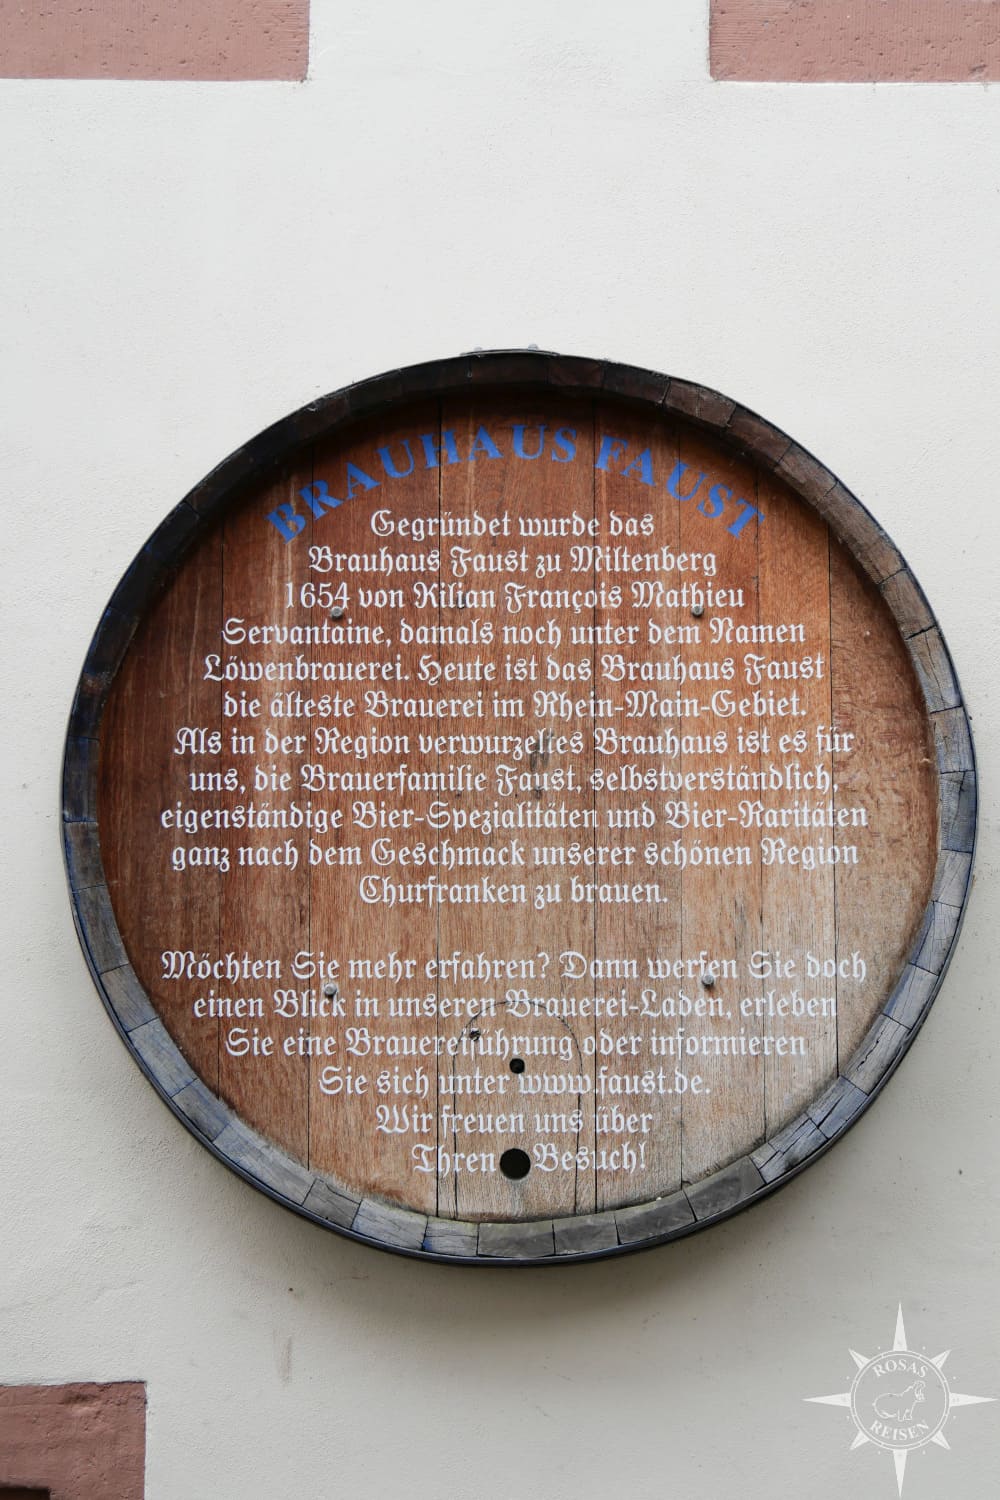 BRAUHAUS FAUST
Gegründet wurde das
Brauhaus Faust zu Miltenberg
1654 von Kilian François Mathieu
Servantaine, damals noch unter dem Namen
Löwenbrauerei. Heute ist das Brauhaus Faust
die älteste Brauerei im Rhein-Main-Gebiet.
Als in der Region verwurzeltes Brauhaus ist es für
uns, die Brauerfamilie Faust, selbstverständlich,
eigenständige Bier-Spezialitäten und Bier-Raritäten
ganz nach dem Geschmack unserer schönen Region
Churfranken zu brauen.
Möchten Sie mehr erfahren? Dann werfen Sie doch
einen Blick in unseren Brauerei-Laden, erleben
Sie eine Brauereiführung oder informieren
Sie sich unter www.faust.de.
Wir freuen uns über
Ihren Besuch!
ROSAS
REISEN